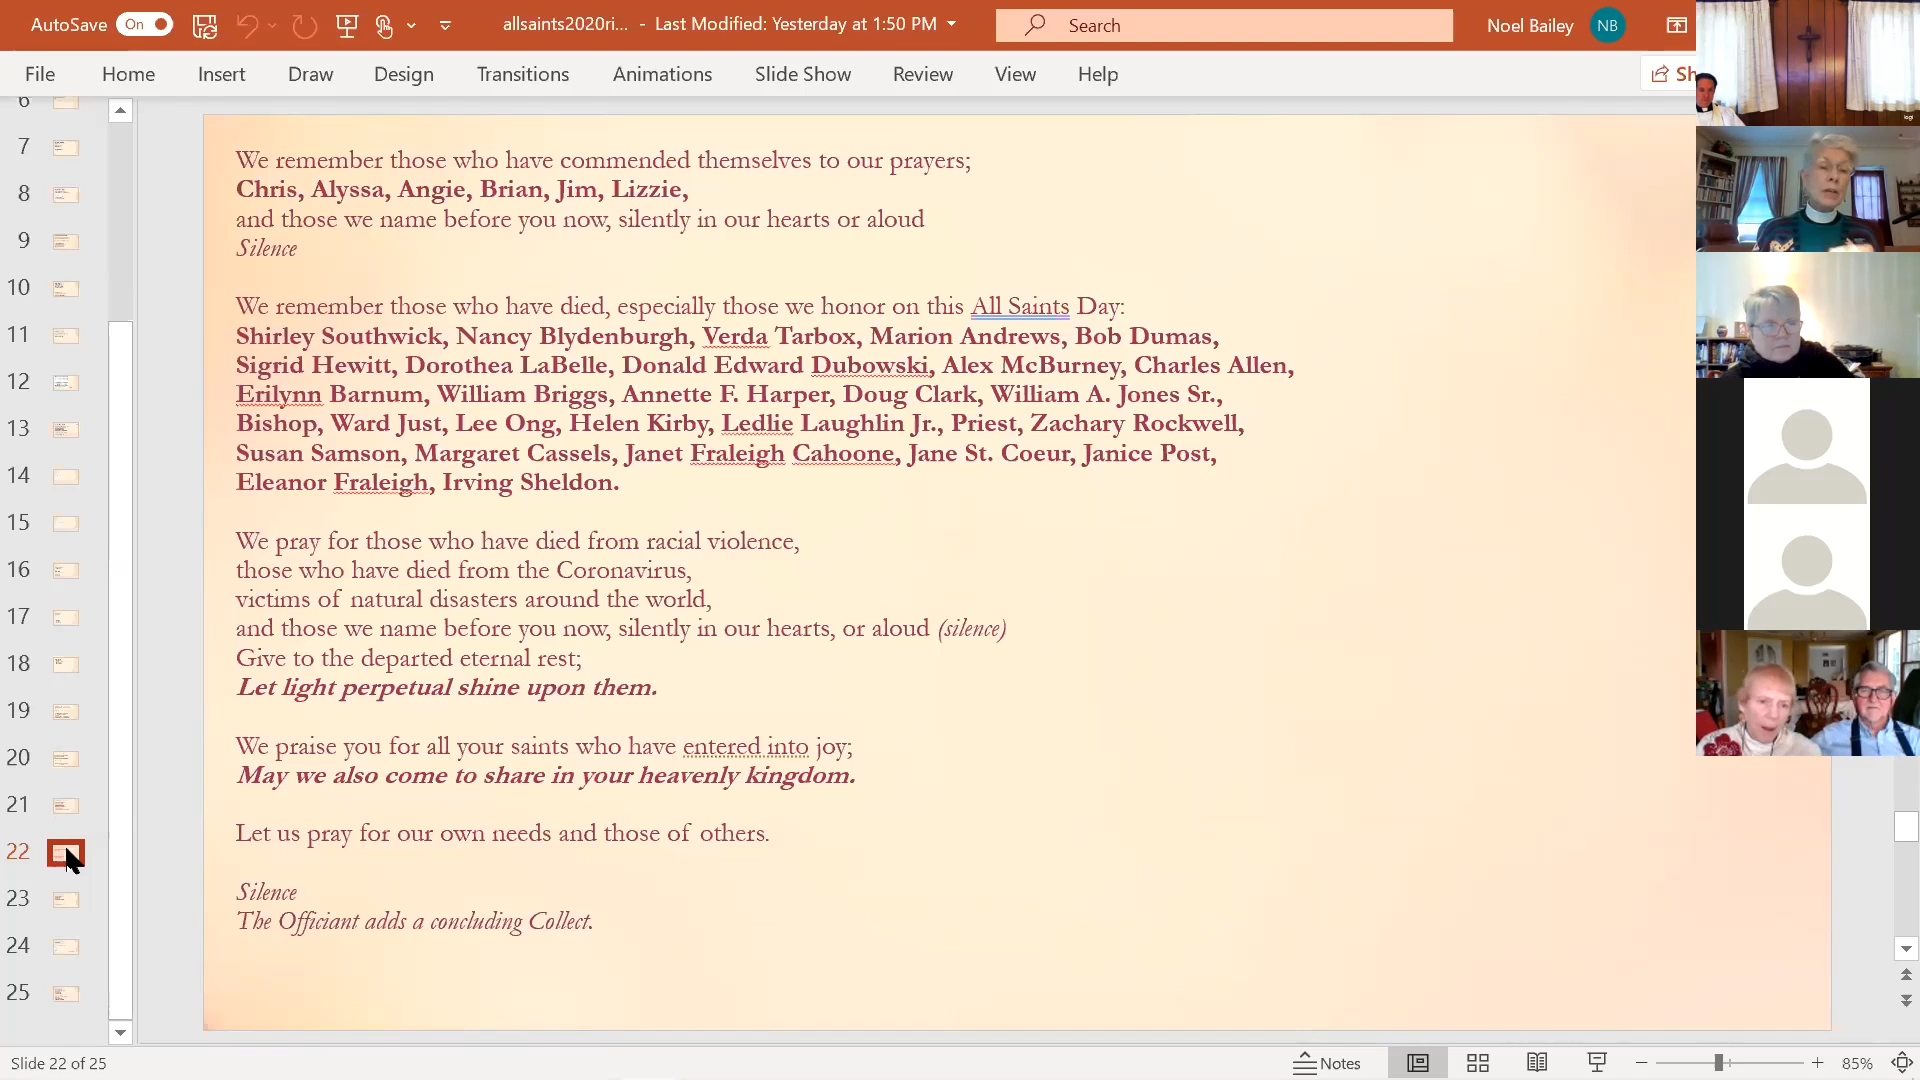 AutoSave On allsaints2020ri... - Last Modified: Yesterday at 1:50 PM Search Noel Bailey NB
File Home Insert Draw Design Transitions Animations Slide Show Review View Help Sh
6
7
8
9
10
11
12
13
14
15
16
17
18
19
20
21
22
23
24
25
We remember those who have commended themselves to our prayers;
Chris, Alyssa, Angie, Brian, Jim, Lizzie,
and those we name before you now, silently in our hearts or aloud
Silence
We remember those who have died, especially those we honor on this All Saints Day:
Shirley Southwick, Nancy Blydenburgh, Verda Tarbox, Marion Andrews, Bob Dumas,
Sigrid Hewitt, Dorothea LaBelle, Donald Edward Dubowski, Alex McBurney, Charles Allen,
Erilynn Barnum, William Briggs, Annette F. Harper, Doug Clark, William A. Jones Sr.,
Bishop, Ward Just, Lee Ong, Helen Kirby, Ledlie Laughlin Jr., Priest, Zachary Rockwell,
Susan Samson, Margaret Cassels, Janet Fraleigh Cahoone, Jane St. Coeur, Janice Post,
Eleanor Fraleigh, Irving Sheldon.
We pray for those who have died from racial violence,
those who have died from the Coronavirus,
victims of natural disasters around the world,
and those we name before you now, silently in our hearts, or aloud (silence)
Give to the departed eternal rest;
Let light perpetual shine upon them.
We praise you for all your saints who have entered into joy;
May we also come to share in your heavenly kingdom.
Let us pray for our own needs and those of others.
Silence
The Officiant adds a concluding Collect.
logi
Slide 22 of 25 Notes 85%